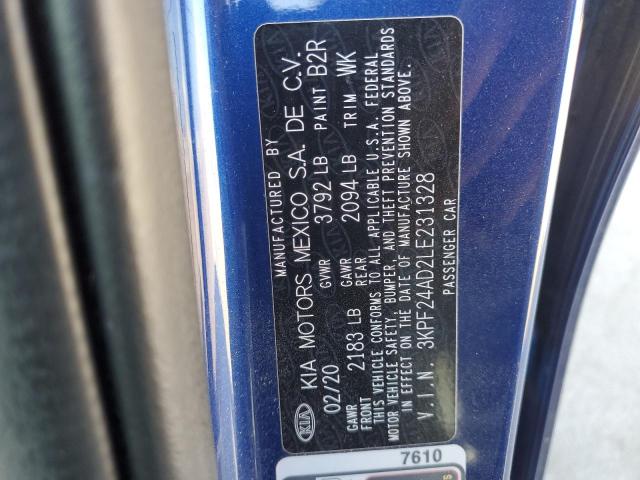 MANUFACTURED BY
KIA KIA MOTORS MEXICO S.A. DE C.V.
02/20 GVWR 3792 LB PAINT B2R
GAWR FRONT 2183 LB GAWR REAR 2094 LB TRIM WK
THIS VEHICLE CONFORMS TO ALL APPLICABLE U.S.A. FEDERAL
MOTOR VEHICLE SAFETY, BUMPER, AND THEFT PREVENTION STANDARDS
IN EFFECT ON THE DATE OF MANUFACTURE SHOWN ABOVE.
V.I.N. 3KPF24AD2LE231328
PASSENGER CAR
7610